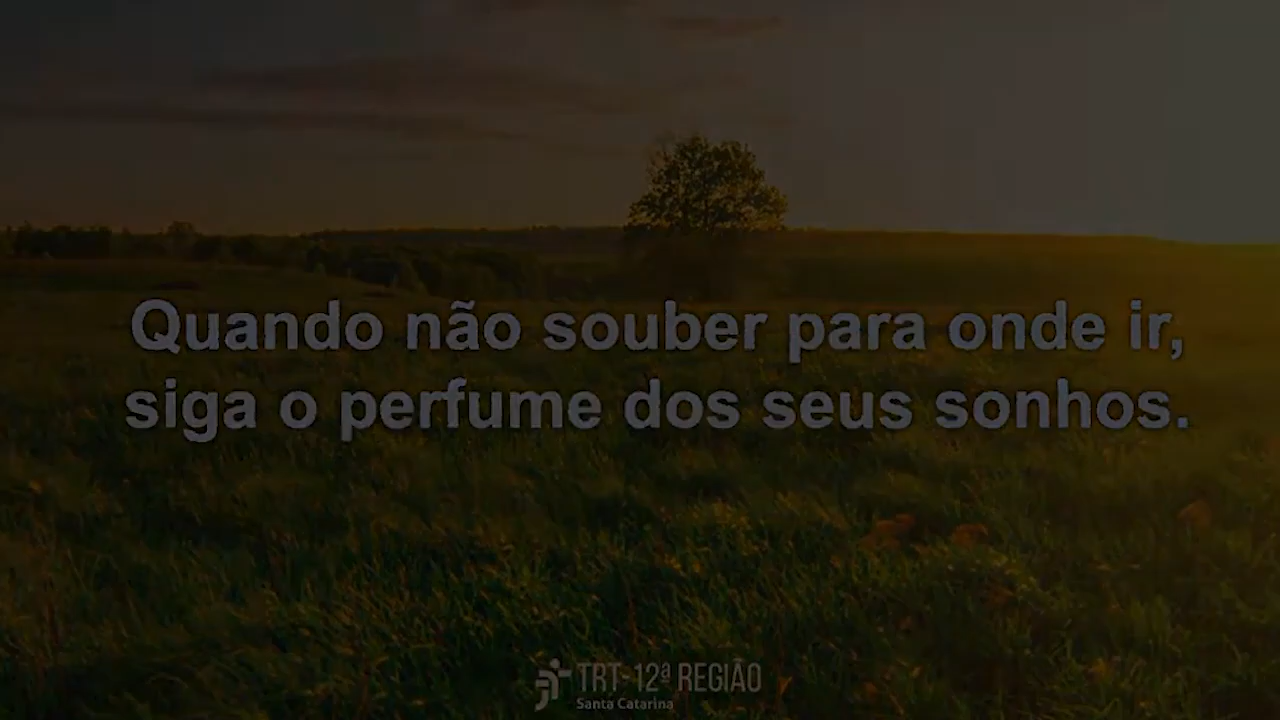 Quando não souber para onde ir,
siga o perfume dos seus sonhos.
TRT-12ª REGIÃO
Santa Catarina